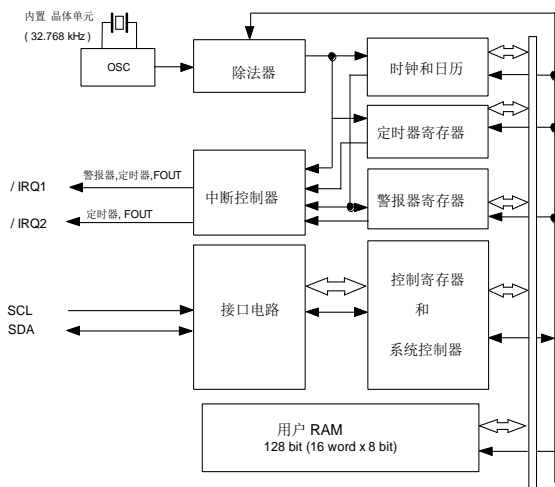 内置 晶体单元
( 32.768 kHz)
OSC
除法器
时钟和日历
定时器寄存器
警报器寄存器
中断控制器
/ IRQ1
警报器,定时器,FOUT
/ IRQ2
定时器, FOUT
SCL
SDA
接口电路
控制寄存器
和
系统控制器
用户 RAM
128 bit (16 word x 8 bit)